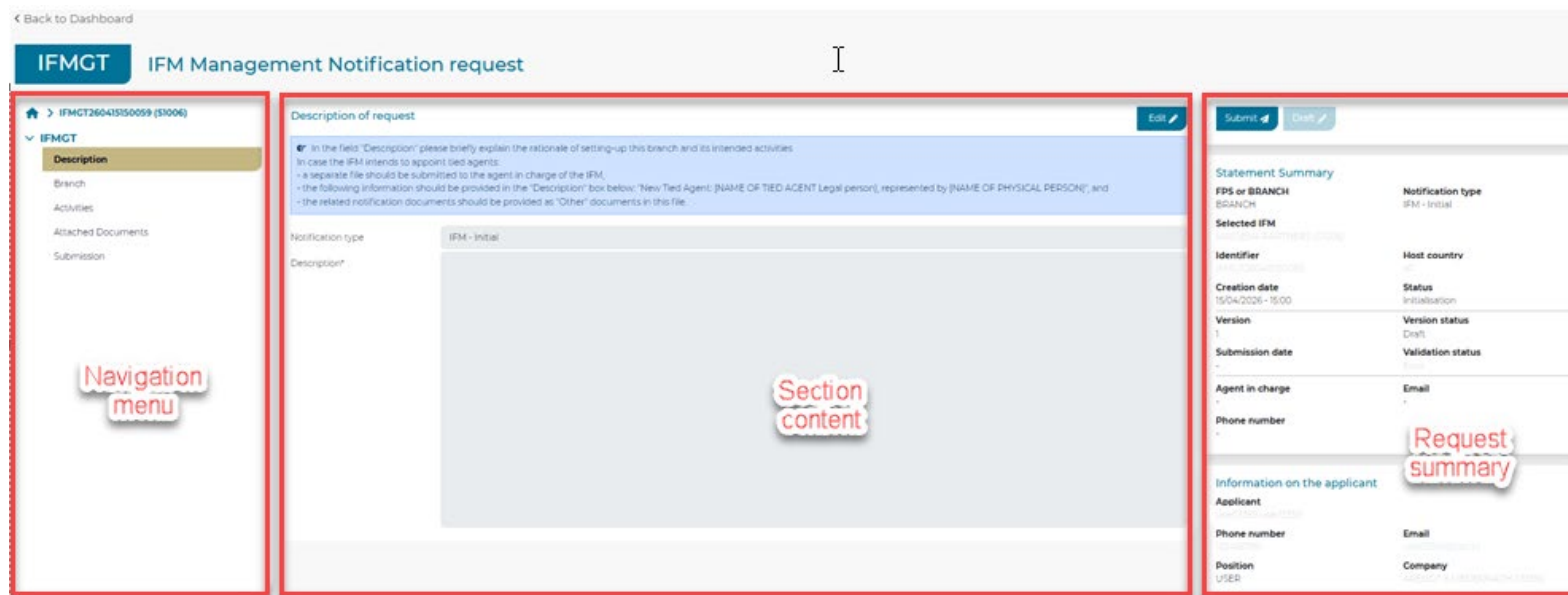 Back to Dashboard
IFMGT
IFM Management Notification request
IFMGT260415150059 (51006)
IFMGT
Description
Branch
Activities
Attached Documents
Submission
Navigation
menu
Description of request
Edit
In the field "Description" please briefly explain the rationale of setting-up this branch and its intended activities
In case the IFM intends to appoint tied agents:
- a separate file should be submitted to the agent in charge of the IFM,
- the following information should be provided in the "Description" box below: "New Tied Agent: [NAME OF TIED AGENT Legal person], represented by [NAME OF PHYSICAL PERSON]", and
- the related notification documents should be provided as "Other" documents in this file.
Notification type
IFM - Initial
Description*
Section
content
Submit
Draft
Statement Summary
FPS or BRANCH
Notification type
BRANCH
IFM - Initial
Selected IFM
Identifier
Host country
Creation date
Status
15/04/2026 - 15:00
Initialisation
Version
Version status
1
Draft
Submission date
Validation status
-
Agent in charge
Email
-
-
Phone number
-
Request
summary
Information on the applicant
Applicant
Phone number
Email
Position
Company
USER